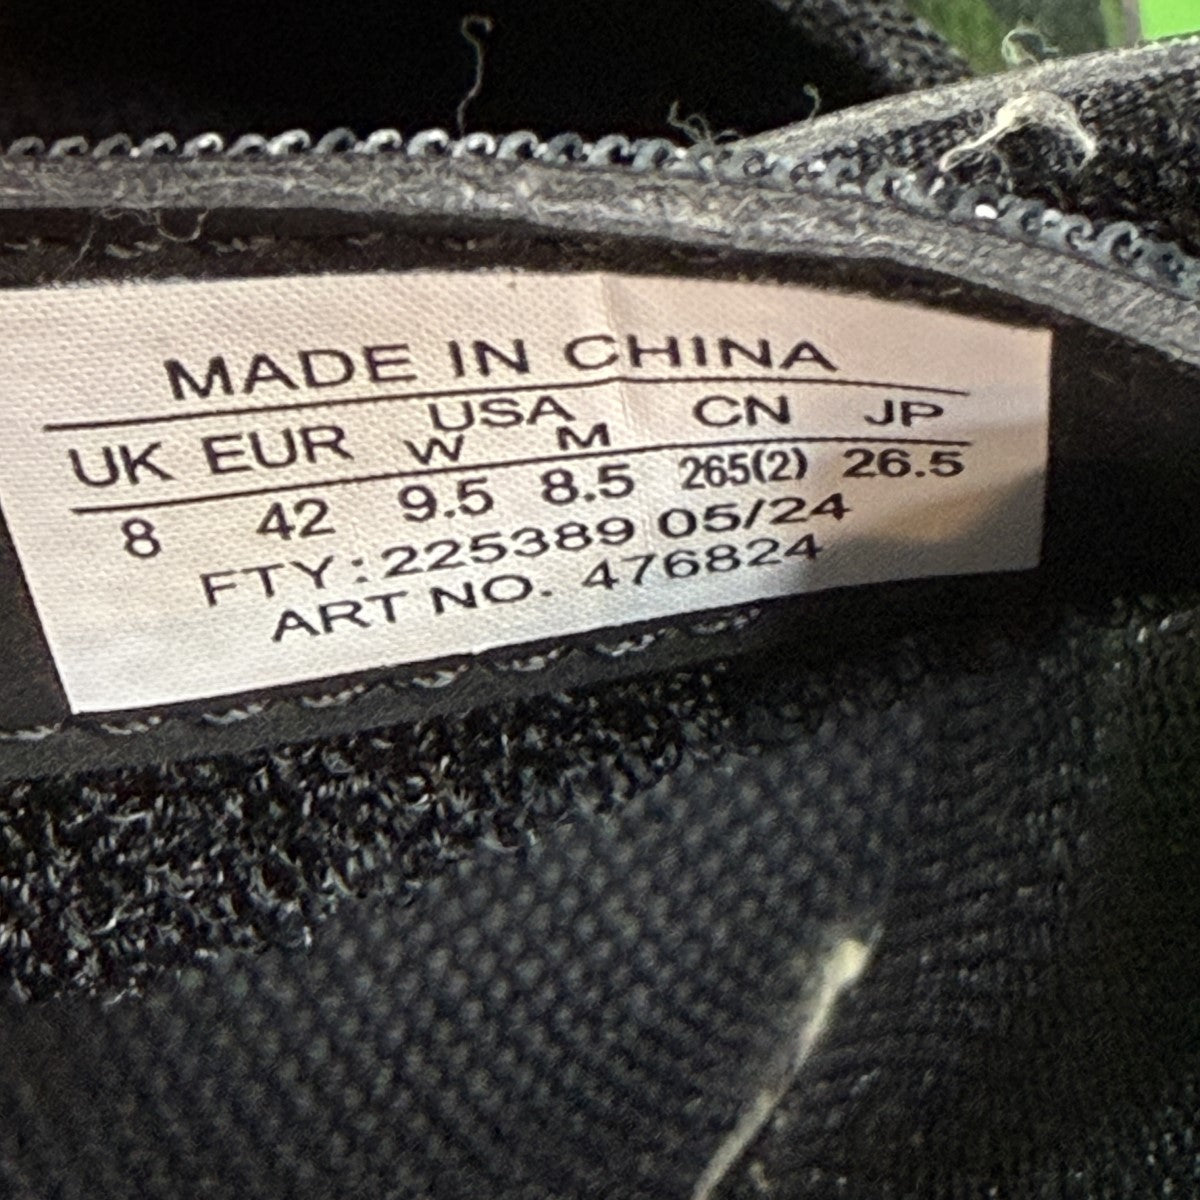 MADE IN CHINA
UK EUR USA CN JP
W M
8 42 9.5 8.5 265(2) 26.5
FTY:225389 05/24
ART NO. 476824